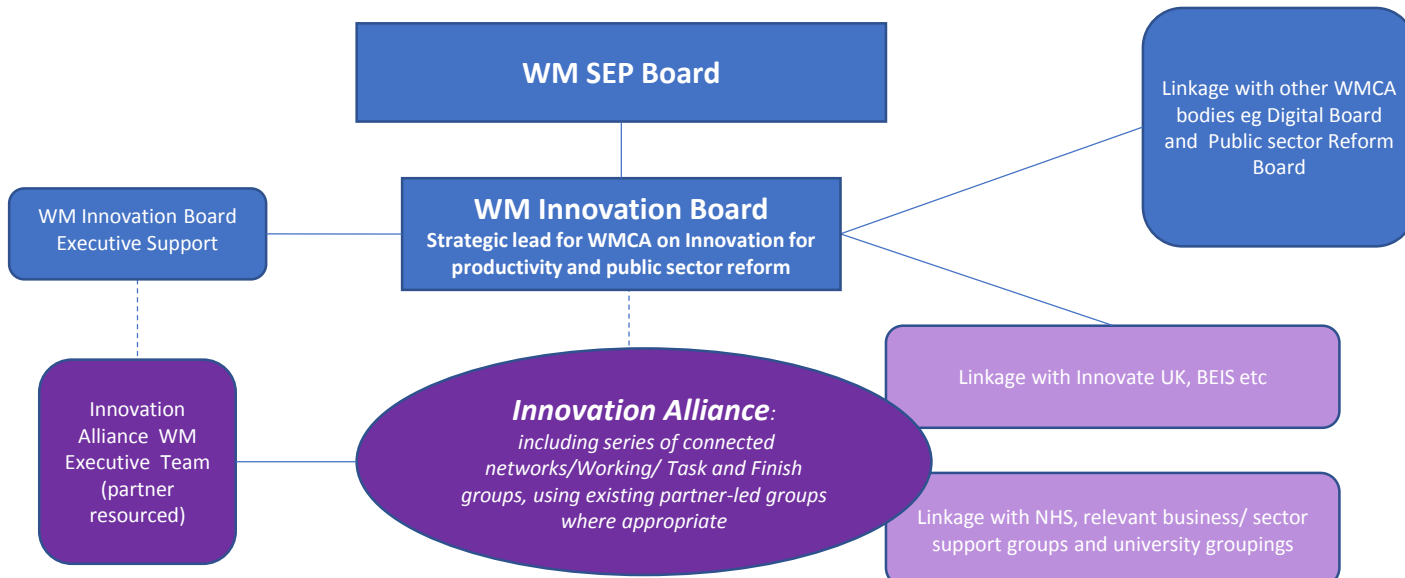 WM SEP Board
Linkage with other WMCA
bodies eg Digital Board
and Public sector Reform
Board
WM Innovation Board
Executive Support
WM Innovation Board
Strategic lead for WMCA on Innovation for
productivity and public sector reform
Innovation
Alliance WM
Executive Team
(partner
resourced)
Innovation Alliance:
including series of connected
networks/Working/ Task and Finish
groups, using existing partner-led groups
where appropriate
Linkage with Innovate UK, BEIS etc
Linkage with NHS, relevant business/ sector
support groups and university groupings